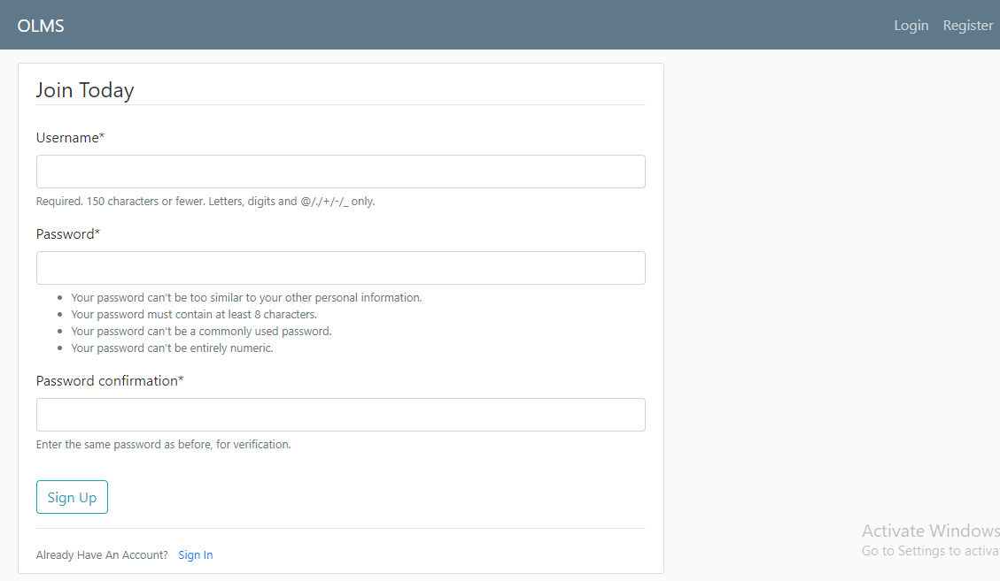 OLMS
Login Register
Join Today
Username*
Required. 150 characters or fewer. Letters, digits and @/./+/-/_ only.
Password*
Your password can't be too similar to your other personal information.
Your password must contain at least 8 characters.
Your password can't be a commonly used password.
Your password can't be entirely numeric.
Password confirmation*
Enter the same password as before, for verification.
Sign Up
Already Have An Account? Sign In
Activate Windows
Go to Settings to activa